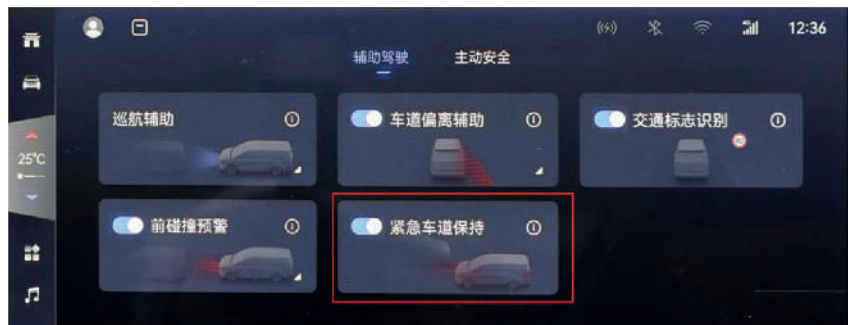 12:36
辅助驾驶 主动安全
巡航辅助
车道偏离辅助
交通标志识别
25°C
前碰撞预警
紧急车道保持